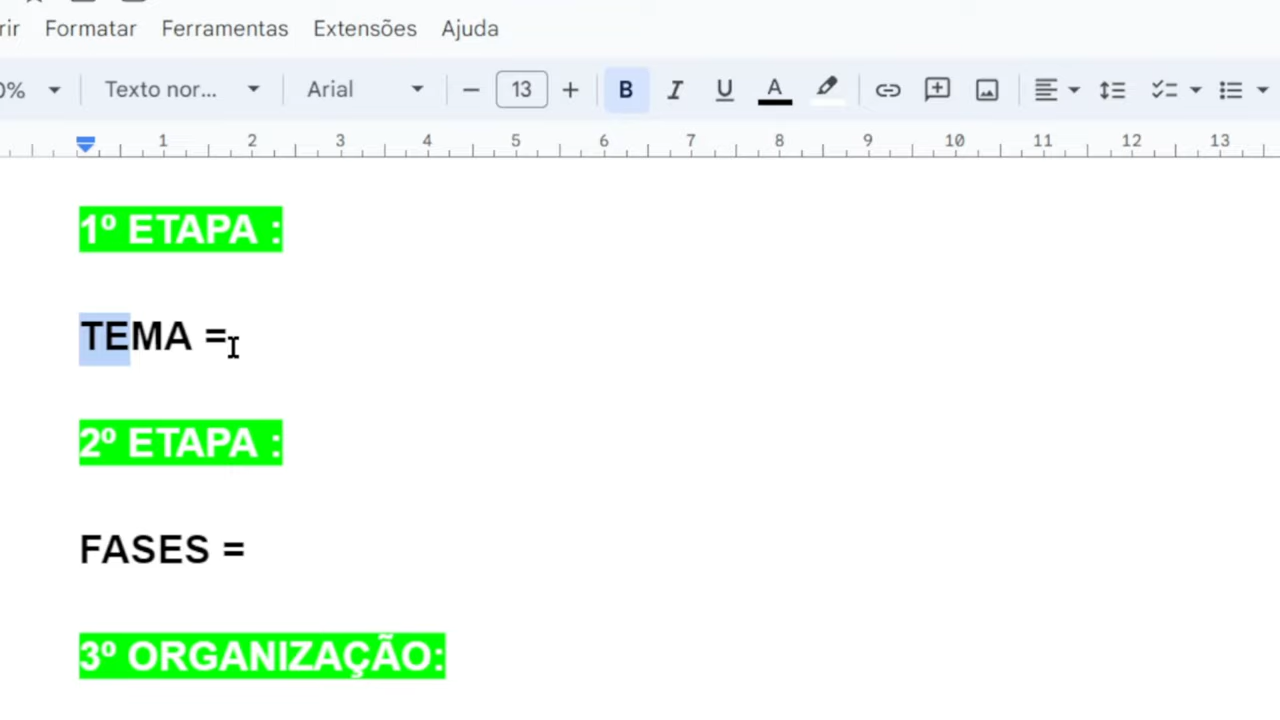 rir Formatar Ferramentas Extensões Ajuda
0% Texto nor... Arial 13 B I U A
1 2 3 4 5 6 7 8 9 10 11 12 13
1º ETAPA :
TEMA =
2º ETAPA :
FASES =
3º ORGANIZAÇÃO: